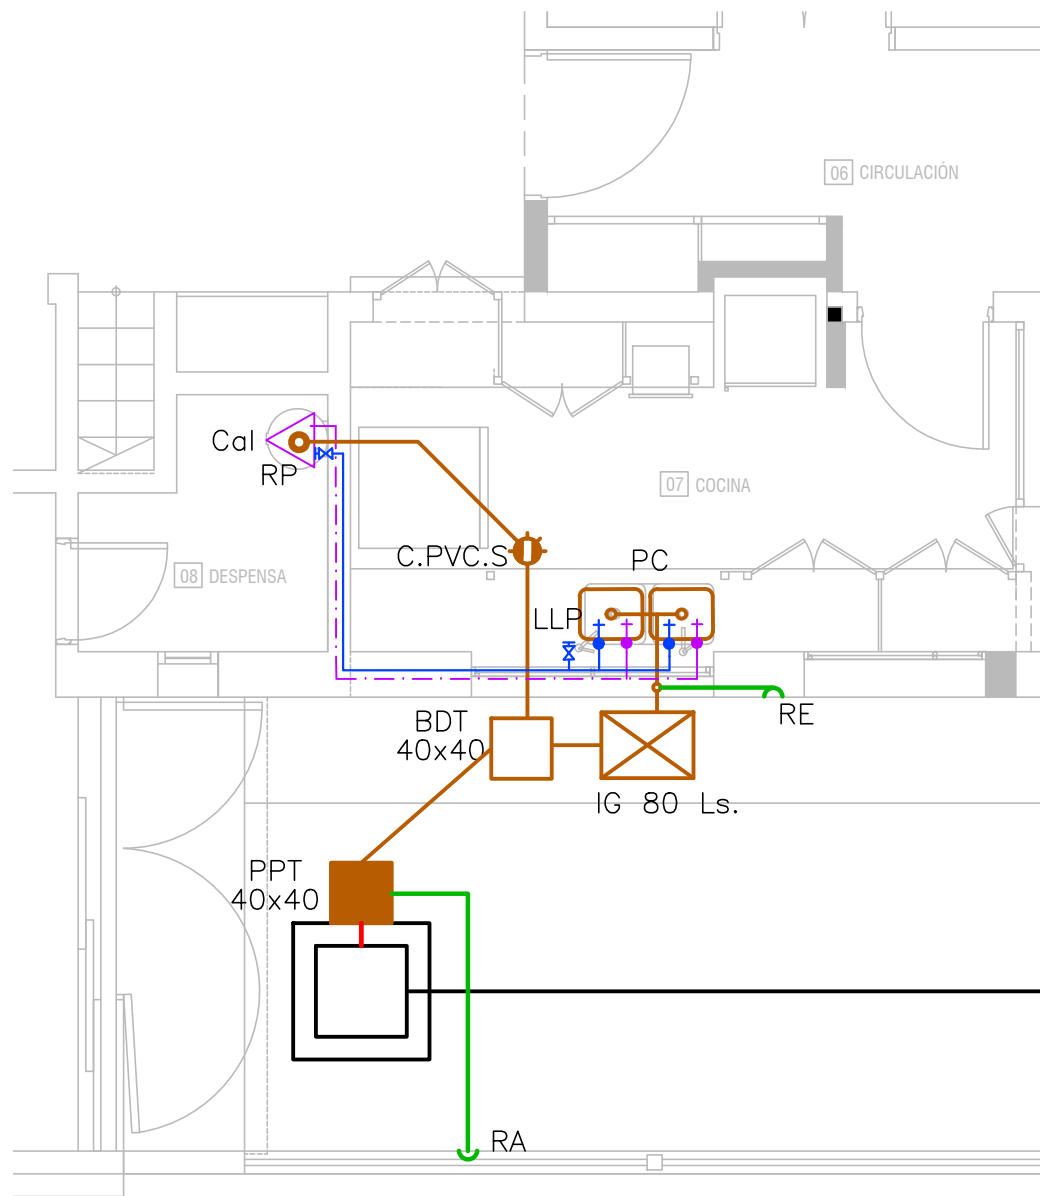 06 CIRCULACIÓN
Cal
RP
07 COCINA
C.PVC.S
PC
08 DESPENSA
LLP
BDT
40x40
RE
IG 80 Ls.
PPT
40x40
RA